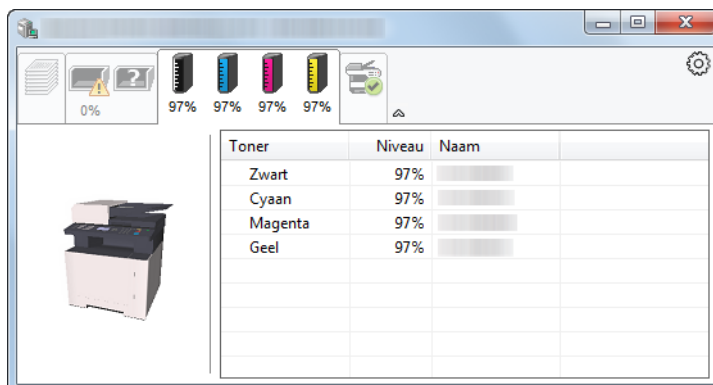 0%
97%
97%
97%
97%
Toner Niveau Naam
Zwart 97%
Cyaan 97%
Magenta 97%
Geel 97%